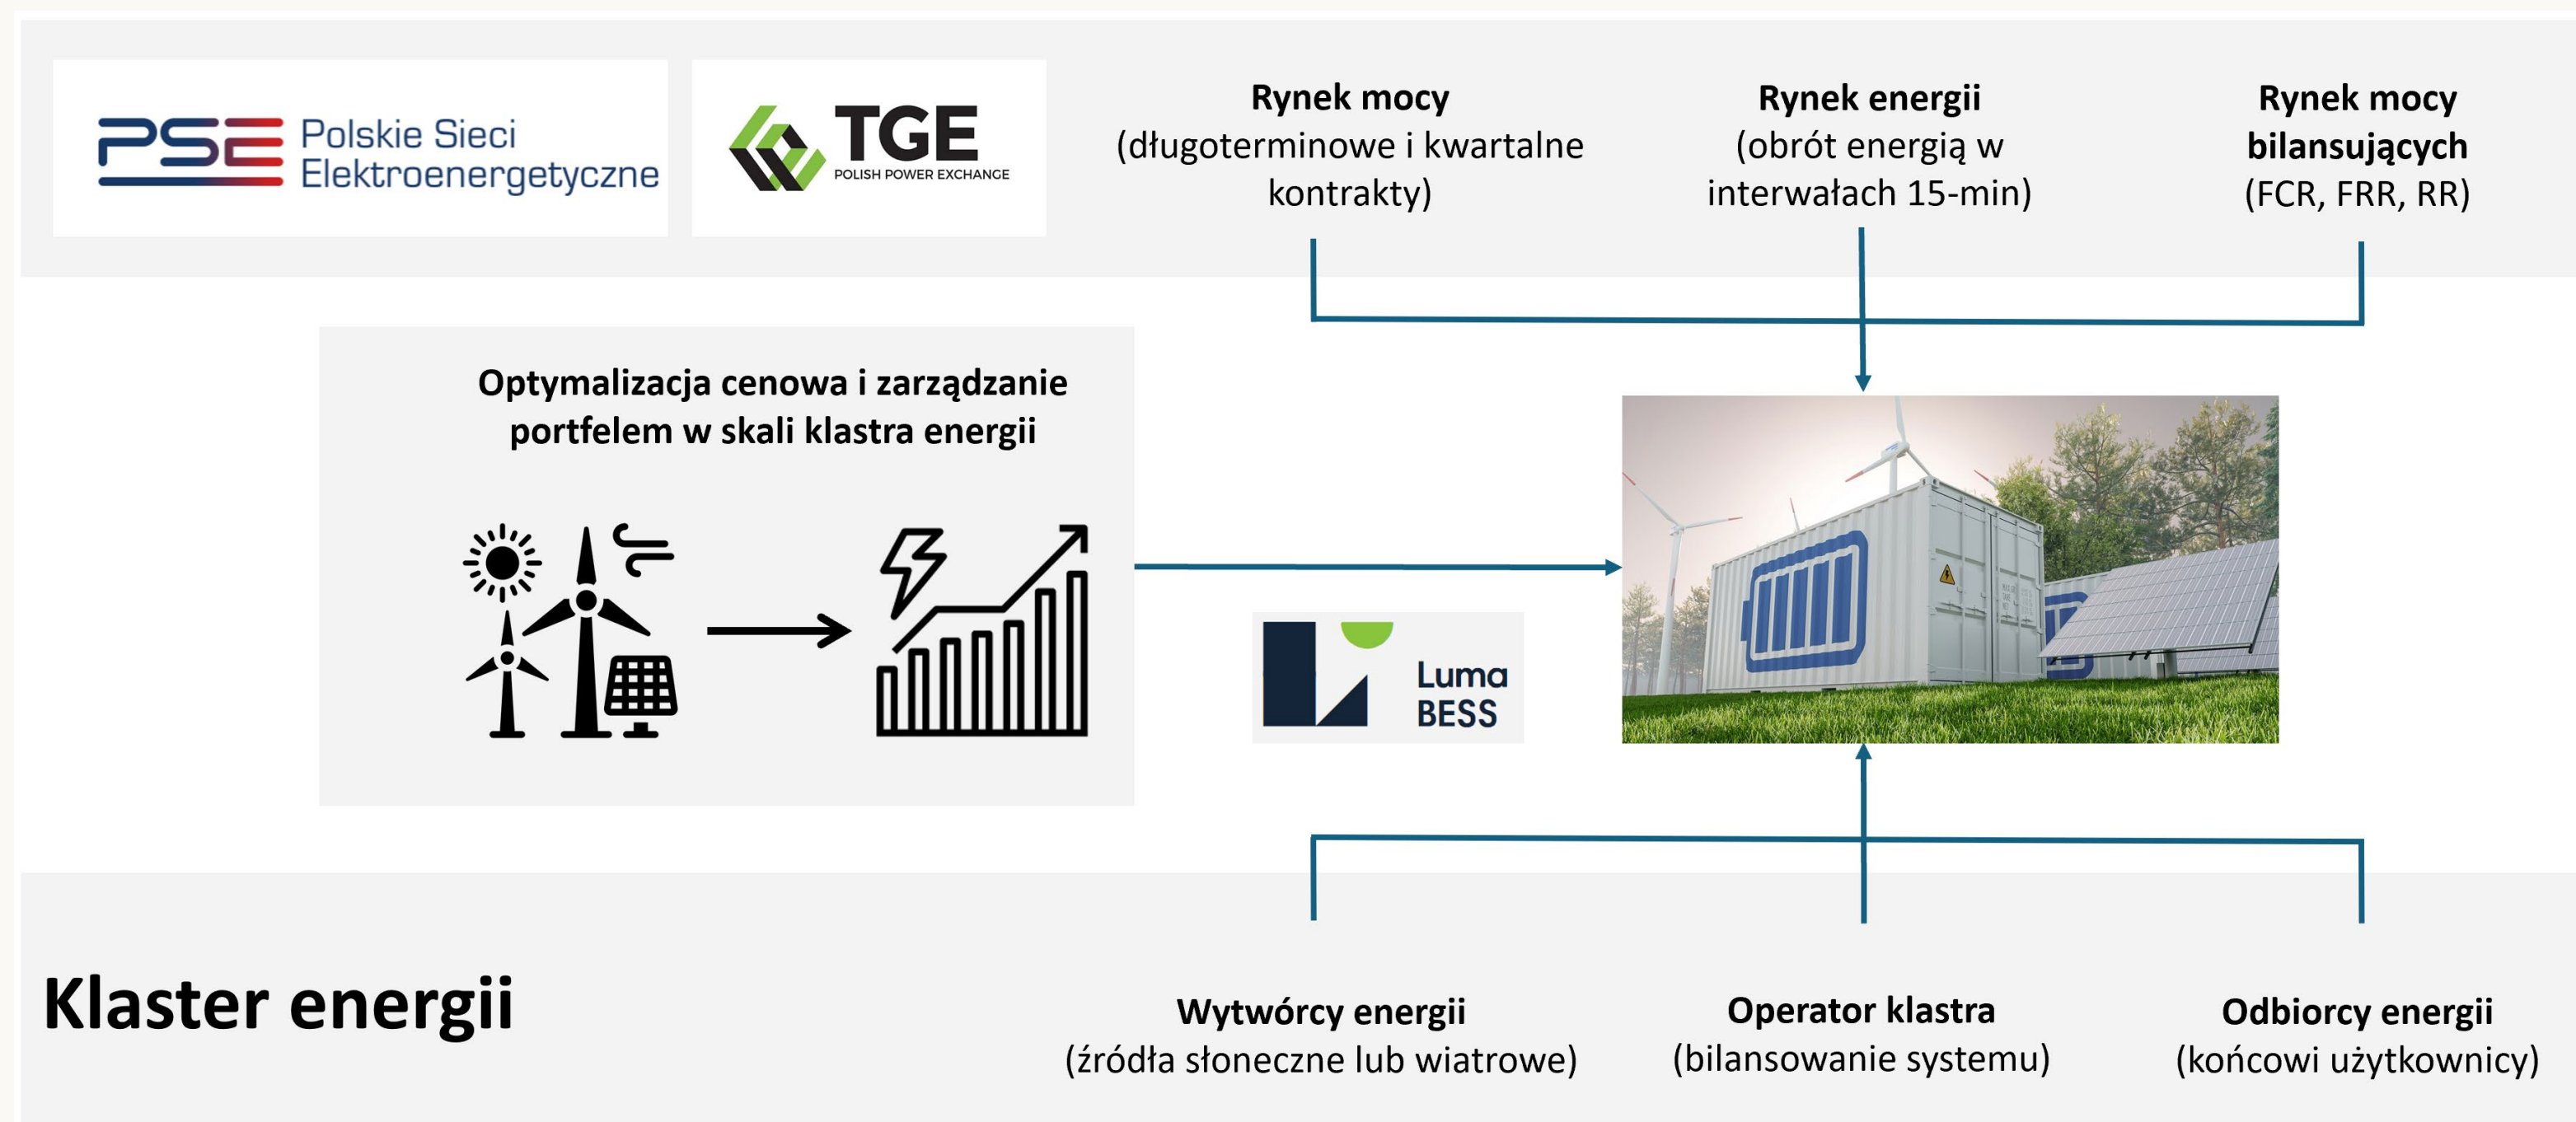 PSE Polskie Sieci
Elektroenergetyczne
TGE
POLISH POWER EXCHANGE
Rynek mocy
(długoterminowe i kwartalne
kontrakty)
Rynek energii
(obrót energią w
interwałach 15-min)
Rynek mocy
bilansujących
(FCR, FRR, RR)
Optymalizacja cenowa i zarządzanie
portfelem w skali klastra energii
Luma
BESS
Klaster energii
Wytwórcy energii
(źródła słoneczne lub wiatrowe)
Operator klastra
(bilansowanie systemu)
Odbiorcy energii
(końcowi użytkownicy)